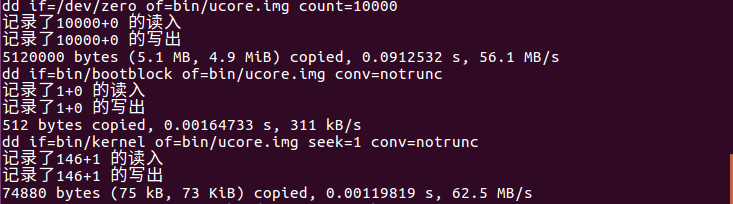 dd if=/dev/zero of=bin/ucore.img count=10000
记录了10000+0 的读入
记录了10000+0 的写出
5120000 bytes (5.1 MB, 4.9 MiB) copied, 0.0912532 s, 56.1 MB/s
dd if=bin/bootblock of=bin/ucore.img conv=notrunc
记录了1+0 的读入
记录了1+0 的写出
512 bytes copied, 0.00164733 s, 311 kB/s
dd if=bin/kernel of=bin/ucore.img seek=1 conv=notrunc
记录了146+1 的读入
记录了146+1 的写出
74880 bytes (75 kB, 73 KiB) copied, 0.00119819 s, 62.5 MB/s